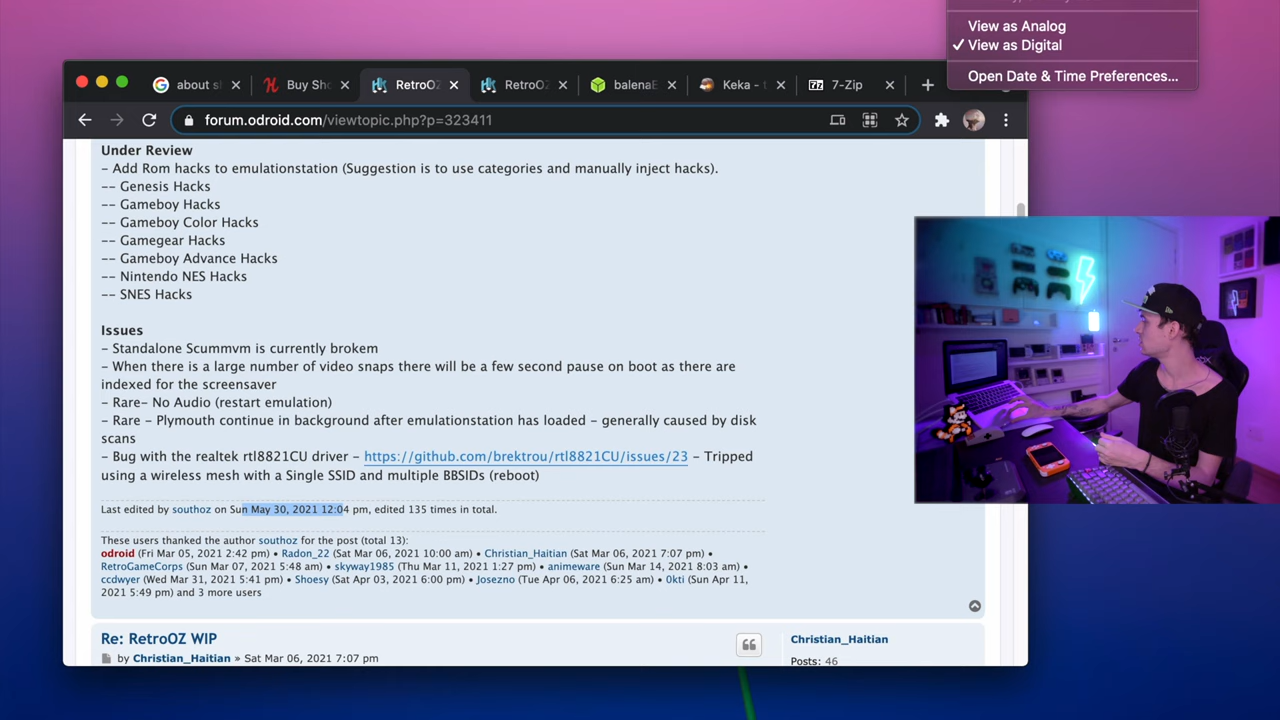 View as Analog
✓ View as Digital
Open Date & Time Preferences...
about s
Buy Sho
RetroOZ
RetroOZ
balenaE
Keka - t
7-Zip
forum.odroid.com/viewtopic.php?p=323411
Under Review
- Add Rom hacks to emulationstation (Suggestion is to use categories and manually inject hacks).
-- Genesis Hacks
-- Gameboy Hacks
-- Gameboy Color Hacks
-- Gamegear Hacks
-- Gameboy Advance Hacks
-- Nintendo NES Hacks
-- SNES Hacks
Issues
- Standalone Scummvm is currently brokem
- When there is a large number of video snaps there will be a few second pause on boot as there are
indexed for the screensaver
- Rare- No Audio (restart emulation)
- Rare - Plymouth continue in background after emulationstation has loaded - generally caused by disk
scans
- Bug with the realtek rtl8821CU driver - https://github.com/brektrou/rtl8821CU/issues/23 - Tripped
using a wireless mesh with a Single SSID and multiple BBSIDs (reboot)
Last edited by southoz on Sun May 30, 2021 12:04 pm, edited 135 times in total.
These users thanked the author southoz for the post (total 13):
odroid (Fri Mar 05, 2021 2:42 pm) • Radon_22 (Sat Mar 06, 2021 10:00 am) • Christian_Haitian (Sat Mar 06, 2021 7:07 pm) •
RetroGameCorps (Sun Mar 07, 2021 5:48 am) • skyway1985 (Thu Mar 11, 2021 1:27 pm) • animeware (Sun Mar 14, 2021 8:03 am) •
ccdwyer (Wed Mar 31, 2021 5:41 pm) • Shoesy (Sat Apr 03, 2021 6:00 pm) • Josezno (Tue Apr 06, 2021 6:25 am) • 0kti (Sun Apr 11,
2021 5:49 pm) and 3 more users
Re: RetroOZ WIP
by Christian_Haitian » Sat Mar 06, 2021 7:07 pm
Christian_Haitian
Posts: 46